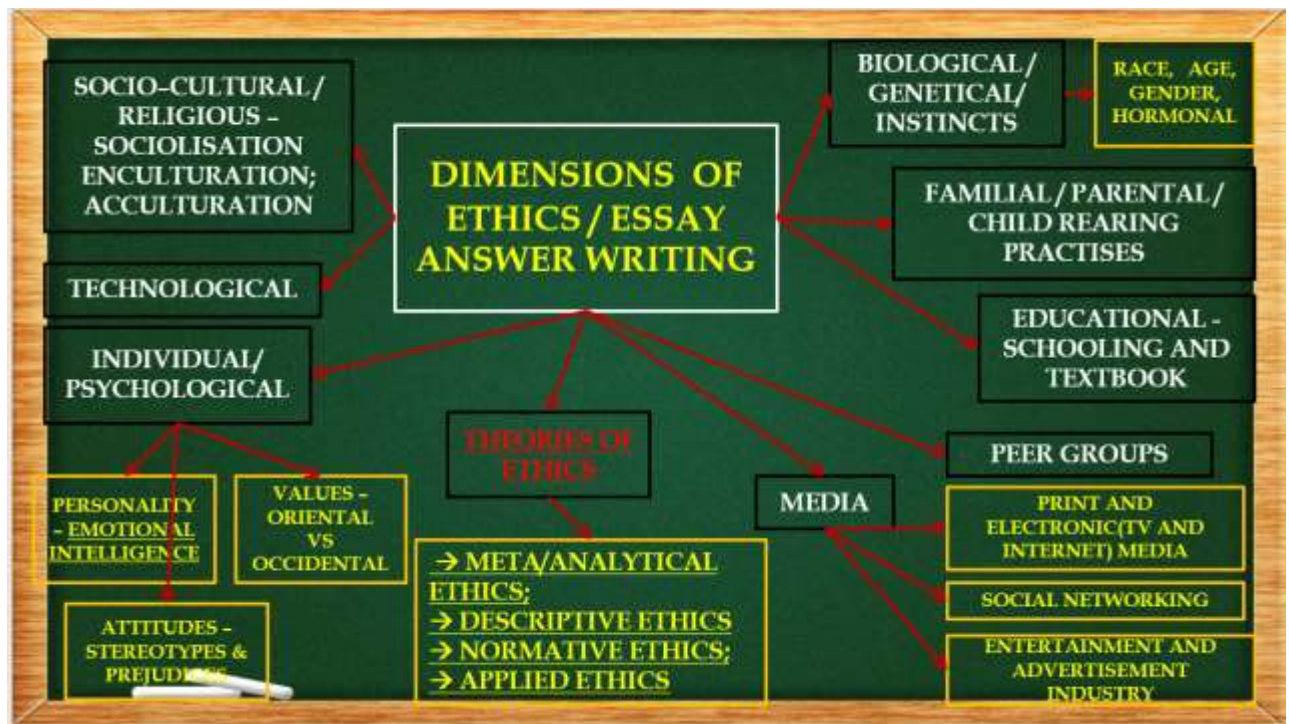 SOCIO–CULTURAL /
RELIGIOUS –
SOCIOLISATION
ENCULTURATION;
ACCULTURATION
TECHNOLOGICAL
INDIVIDUAL/
PSYCHOLOGICAL
PERSONALITY
– EMOTIONAL
INTELLIGENCE
VALUES –
ORIENTAL
VS
OCCIDENTAL
ATTITUDES –
STEREOTYPES &
PREJUDICES
DIMENSIONS OF
ETHICS / ESSAY
ANSWER WRITING
THEORIES OF
ETHICS
→ META/ANALYTICAL
ETHICS;
→ DESCRIPTIVE ETHICS
→ NORMATIVE ETHICS;
→ APPLIED ETHICS
BIOLOGICAL /
GENETICAL/
INSTINCTS
RACE, AGE,
GENDER,
HORMONAL
FAMILIAL / PARENTAL /
CHILD REARING
PRACTISES
EDUCATIONAL -
SCHOOLING AND
TEXTBOOK
PEER GROUPS
MEDIA
PRINT AND
ELECTRONIC(TV AND
INTERNET) MEDIA
SOCIAL NETWORKING
ENTERTAINMENT AND
ADVERTISEMENT
INDUSTRY